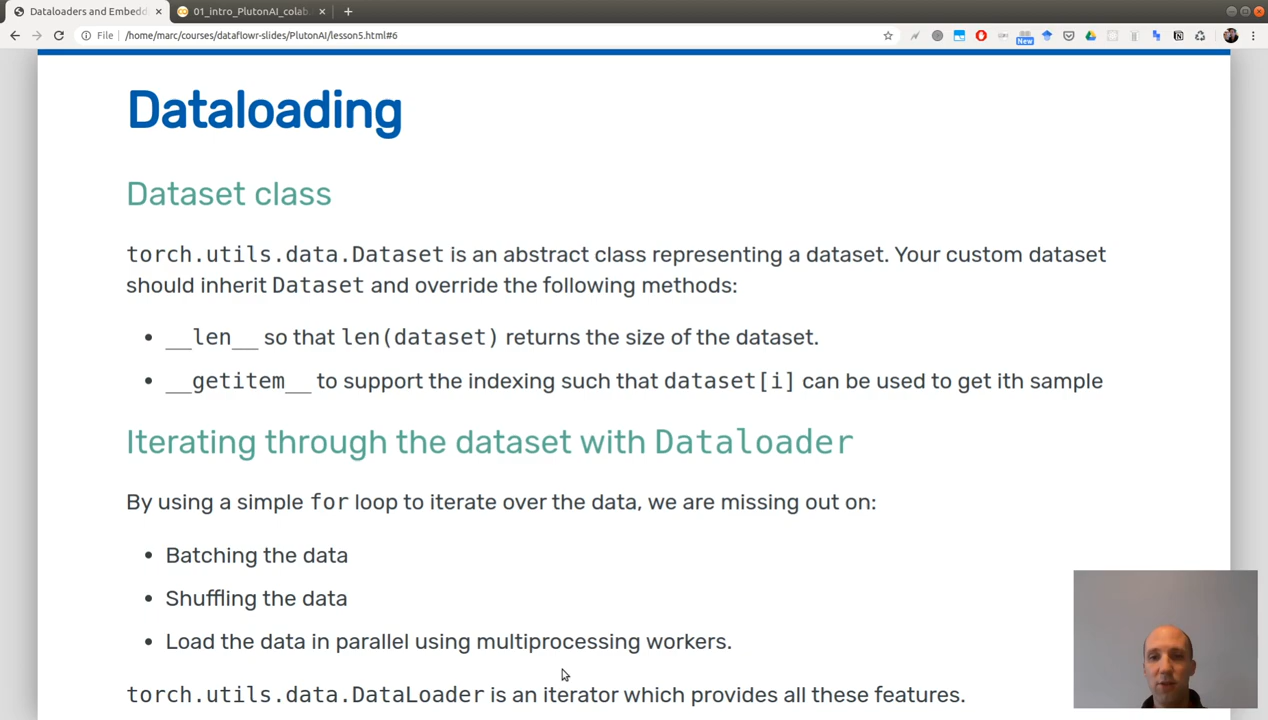 Dataloaders and Embedd
01_intro_PlutonAI_colab.
File
/home/marc/courses/dataflowr-slides/PlutonAI/lesson5.html#6
New
Dataloading
Dataset class
torch.utils.data.Dataset is an abstract class representing a dataset. Your custom dataset
should inherit Dataset and override the following methods:
• __len__ so that len(dataset) returns the size of the dataset.
• __getitem__ to support the indexing such that dataset[i] can be used to get ith sample
Iterating through the dataset with Dataloader
By using a simple for loop to iterate over the data, we are missing out on:
• Batching the data
• Shuffling the data
• Load the data in parallel using multiprocessing workers.
torch.utils.data.DataLoader is an iterator which provides all these features.